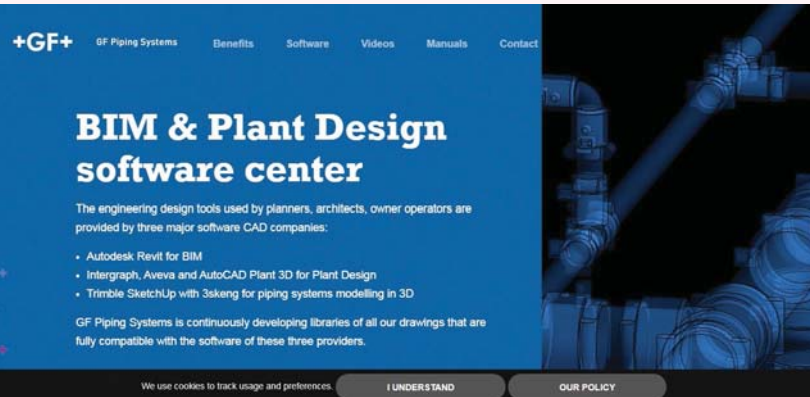 +GF+ GF Piping Systems Benefits Software Videos Manuals Contact
BIM & Plant Design
software center
The engineering design tools used by planners, architects, owner operators are
provided by three major software CAD companies:
• Autodesk Revit for BIM
• Intergraph, Aveva and AutoCAD Plant 3D for Plant Design
• Trimble SketchUp with 3skeng for piping systems modelling in 3D
GF Piping Systems is continuously developing libraries of all our drawings that are
fully compatible with the software of these three providers.
We use cookies to track usage and preferences. I UNDERSTAND OUR POLICY